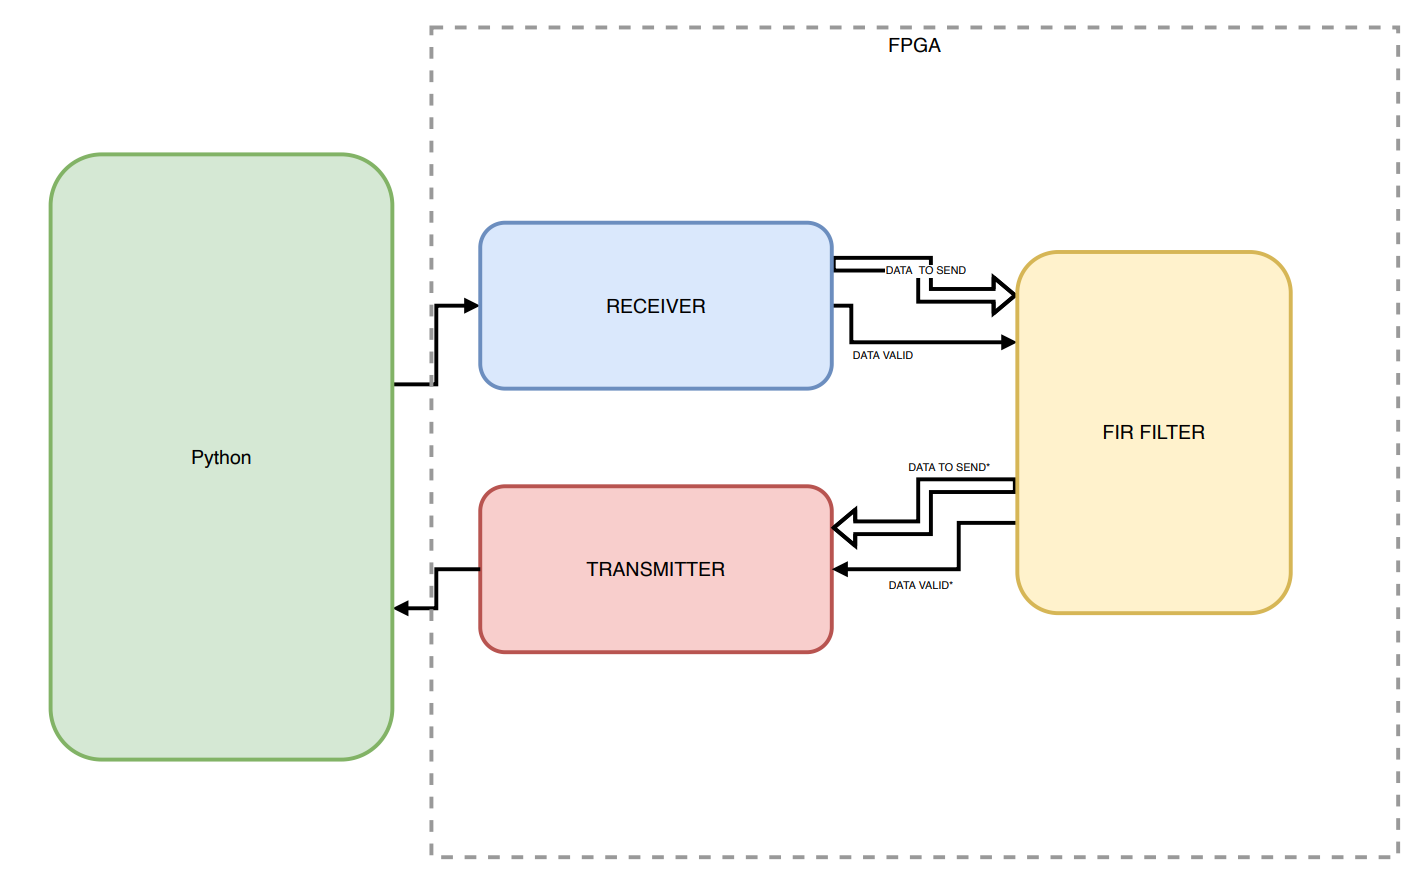 FPGA
DATA TO SEND
RECEIVER
DATA VALID
FIR FILTER
Python
DATA TO SEND*
TRANSMITTER
DATA VALID*